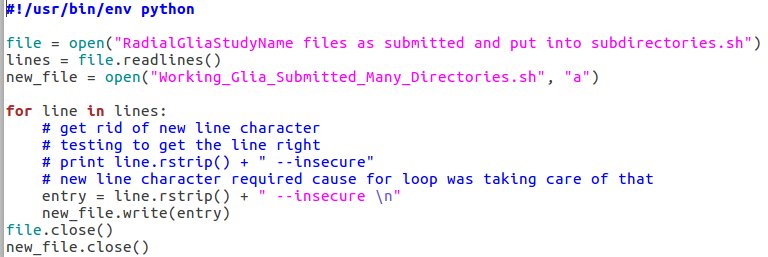 #!/usr/bin/env python
file = open("RadialGliaStudyName files as submitted and put into subdirectories.sh")
lines = file.readlines()
new_file = open("Working_Glia_Submitted_Many_Directories.sh", "a")
for line in lines:
    # get rid of new line character
    # testing to get the line right
    # print line.rstrip() + " --insecure"
    # new line character required cause for loop was taking care of that
    entry = line.rstrip() + " --insecure \n"
    new_file.write(entry)
file.close()
new_file.close()